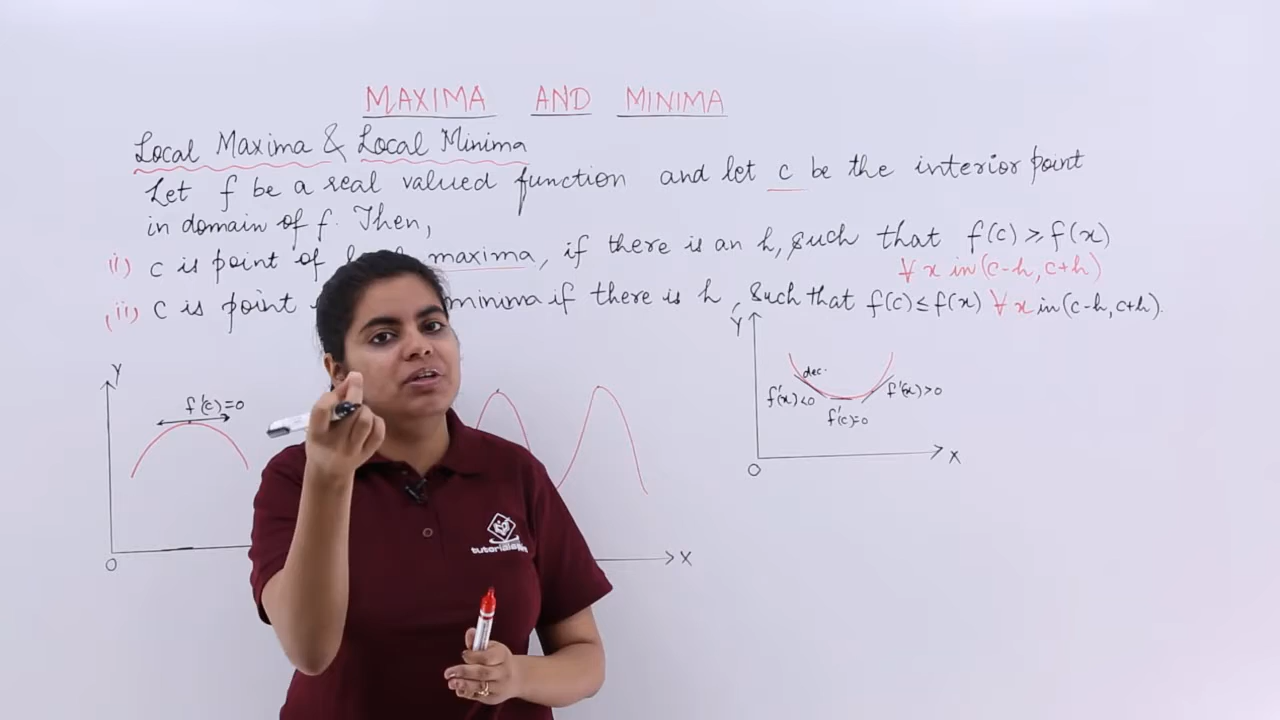 MAXIMA AND MINIMA
Local Maxima & Local Minima
Let f be a real valued function and let c be the interior point
in domain of f. Then,
(i) c is point of maxima, if there is an h, such that f(c) ≥ f(x)
∀ x in (c-h, c+h)
(ii) c is point minima if there is h, such that f(c) ≤ f(x) ∀ x in (c-h, c+h).
Y
f'(c)=0
O
X
Y
dec.
f'(x)<0
f'(x)>0
f'(c)=0
O
X